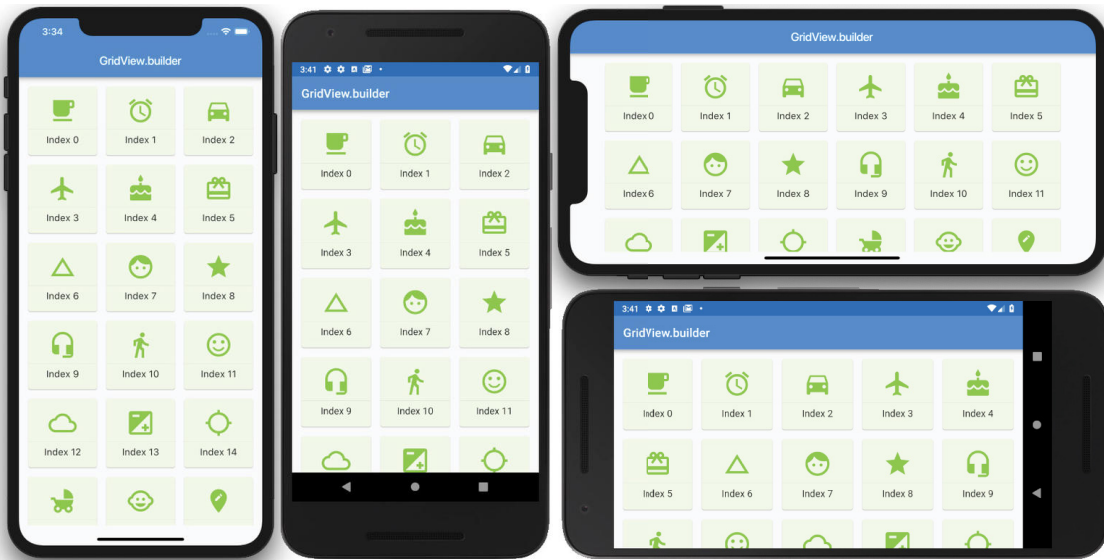 3:34
GridView.builder
Index 0 Index 1 Index 2
Index 3 Index 4 Index 5
Index 6 Index 7 Index 8
Index 9 Index 10 Index 11
Index 12 Index 13 Index 14
3:41
GridView.builder
Index 0 Index 1 Index 2
Index 3 Index 4 Index 5
Index 6 Index 7 Index 8
Index 9 Index 10 Index 11
GridView.builder
Index 0 Index 1 Index 2 Index 3 Index 4 Index 5
Index 6 Index 7 Index 8 Index 9 Index 10 Index 11
3:41
GridView.builder
Index 0 Index 1 Index 2 Index 3 Index 4
Index 5 Index 6 Index 7 Index 8 Index 9